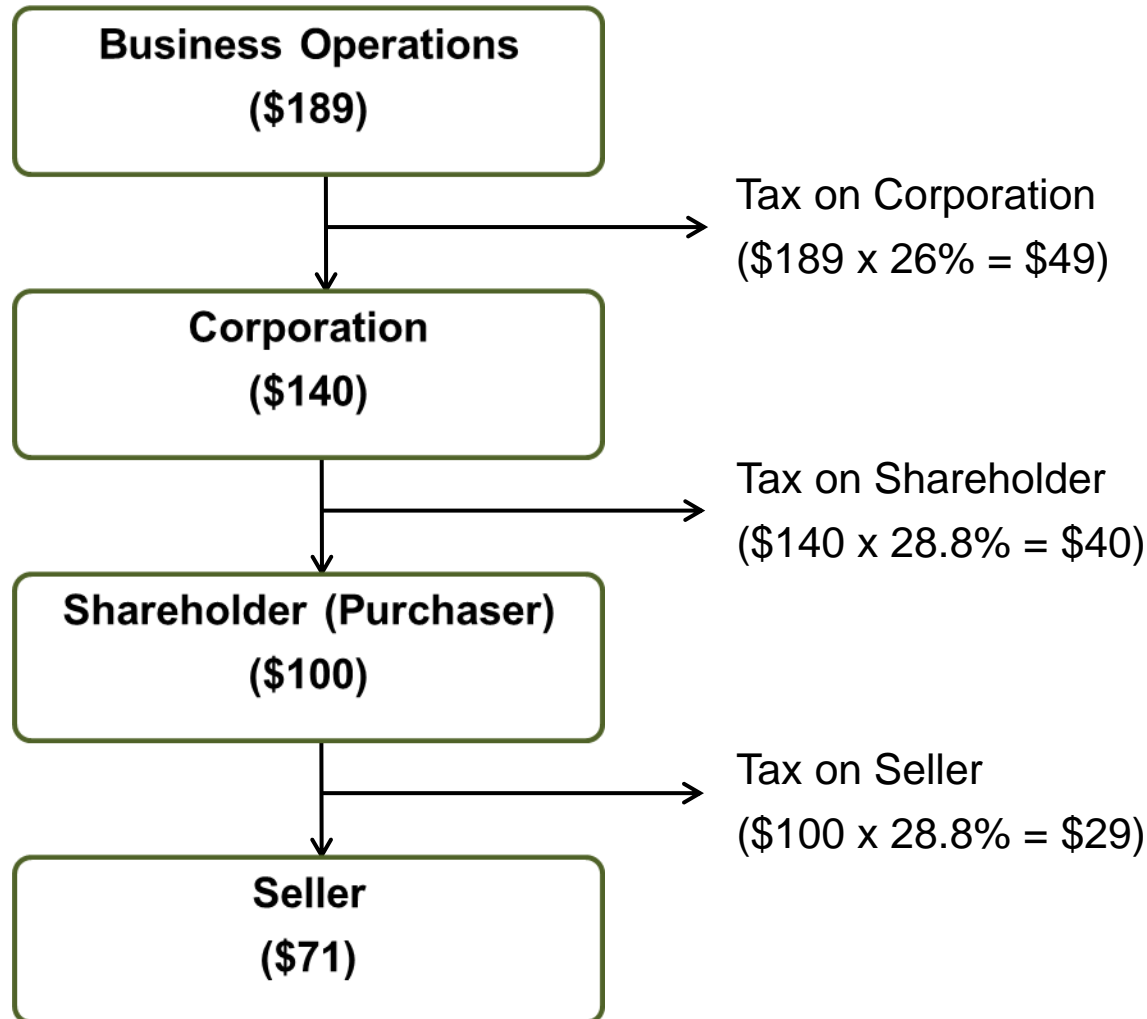 Business Operations
($189)
Tax on Corporation
($189 x 26% = $49)
Corporation
($140)
Tax on Shareholder
($140 x 28.8% = $40)
Shareholder (Purchaser)
($100)
Tax on Seller
($100 x 28.8% = $29)
Seller
($71)